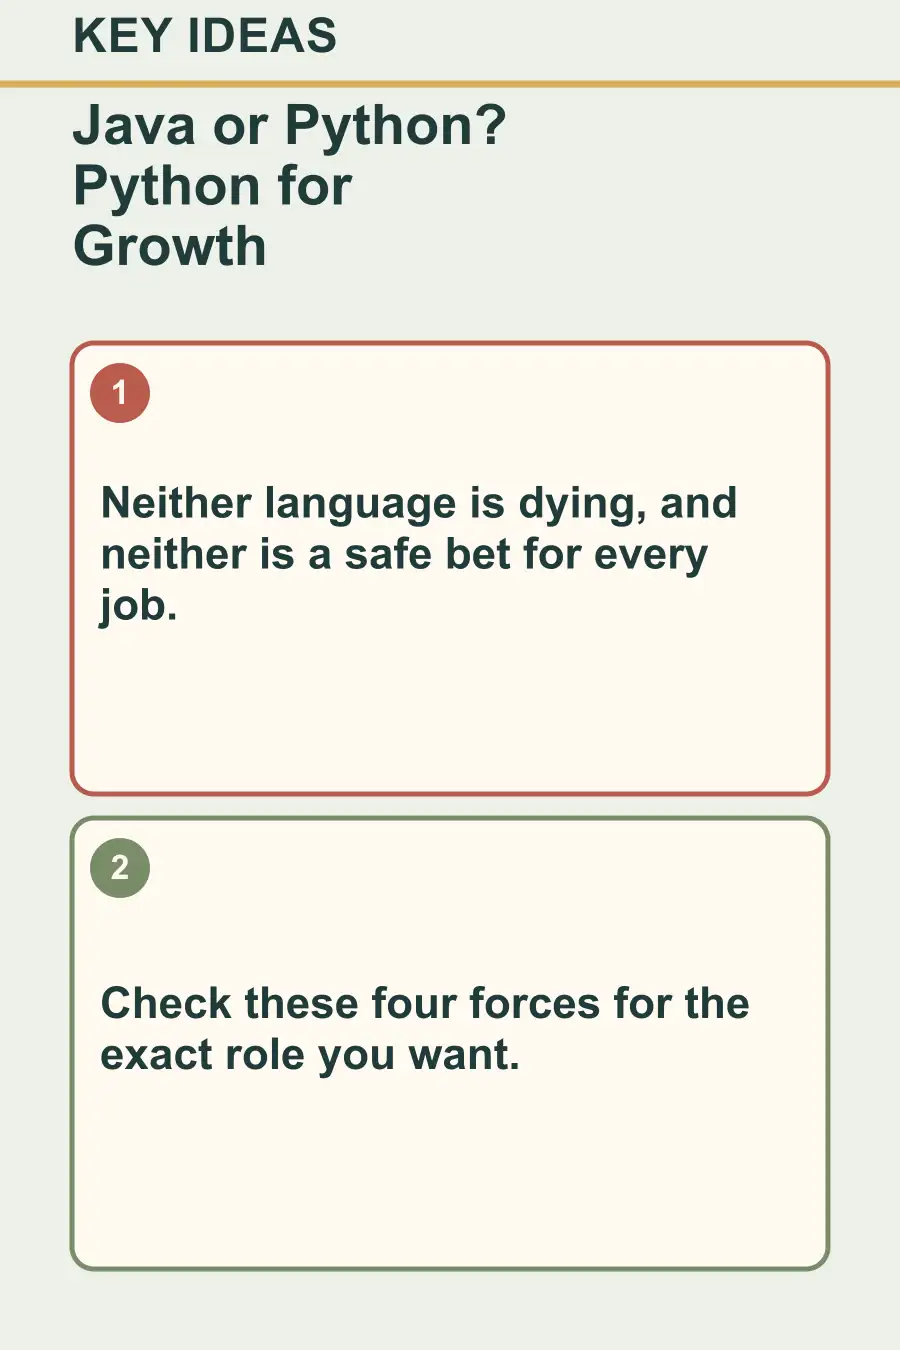 KEY IDEAS
Java or Python?
Python for
Growth
1
Neither language is dying, and
neither is a safe bet for every
job.
2
Check these four forces for the
exact role you want.